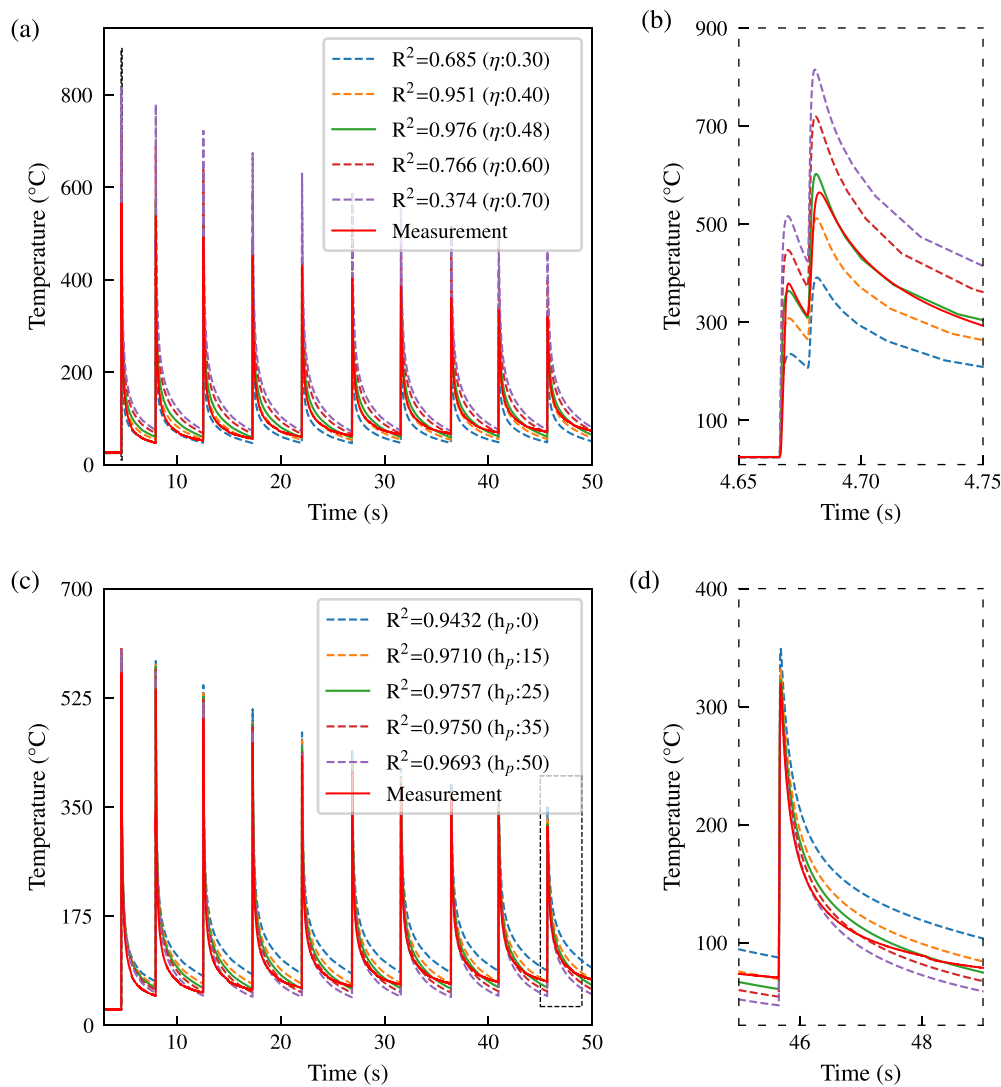 (a)
Temperature (°C)
800
600
400
200
0
10
20
30
40
50
Time (s)
R²=0.685 (η:0.30)
R²=0.951 (η:0.40)
R²=0.976 (η:0.48)
R²=0.766 (η:0.60)
R²=0.374 (η:0.70)
Measurement
(b)
Temperature (°C)
900
700
500
300
100
4.65
4.70
4.75
Time (s)
(c)
Temperature (°C)
700
525
350
175
0
10
20
30
40
50
Time (s)
R²=0.9432 (hₚ:0)
R²=0.9710 (hₚ:15)
R²=0.9757 (hₚ:25)
R²=0.9750 (hₚ:35)
R²=0.9693 (hₚ:50)
Measurement
(d)
Temperature (°C)
400
300
200
100
46
48
Time (s)